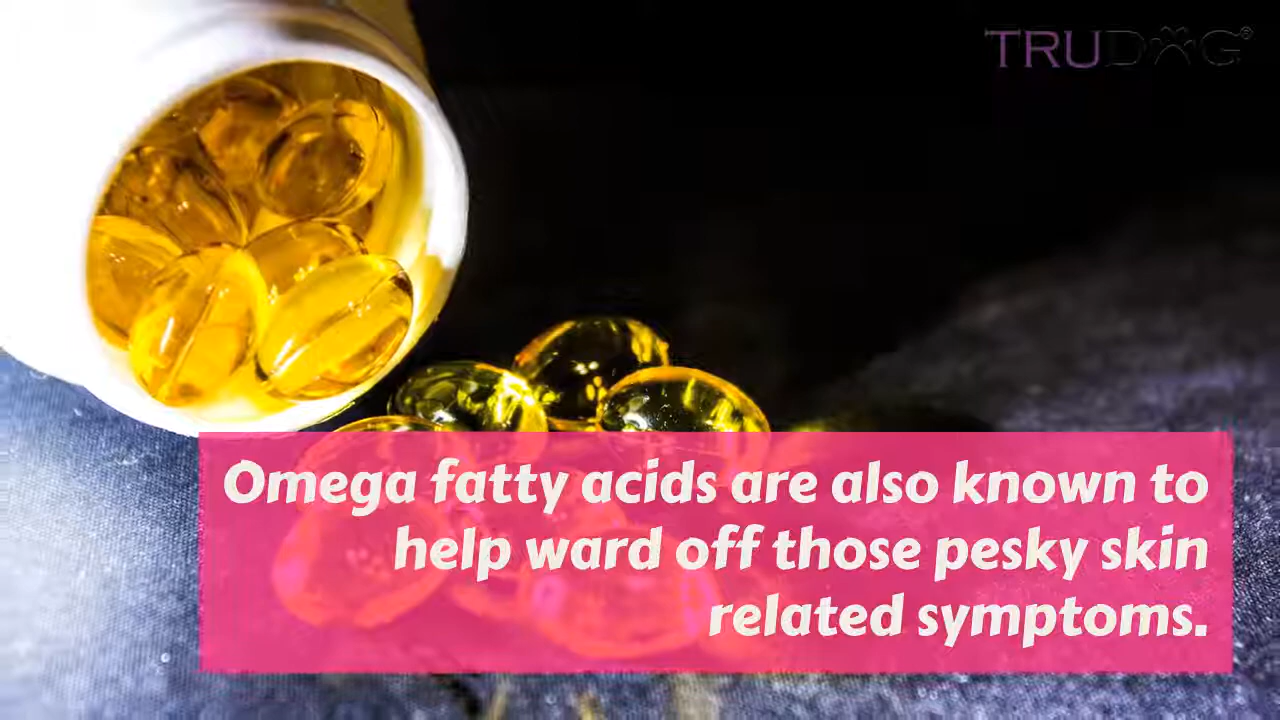 TRUDOG®
Omega fatty acids are also known to
help ward off those pesky skin
related symptoms.